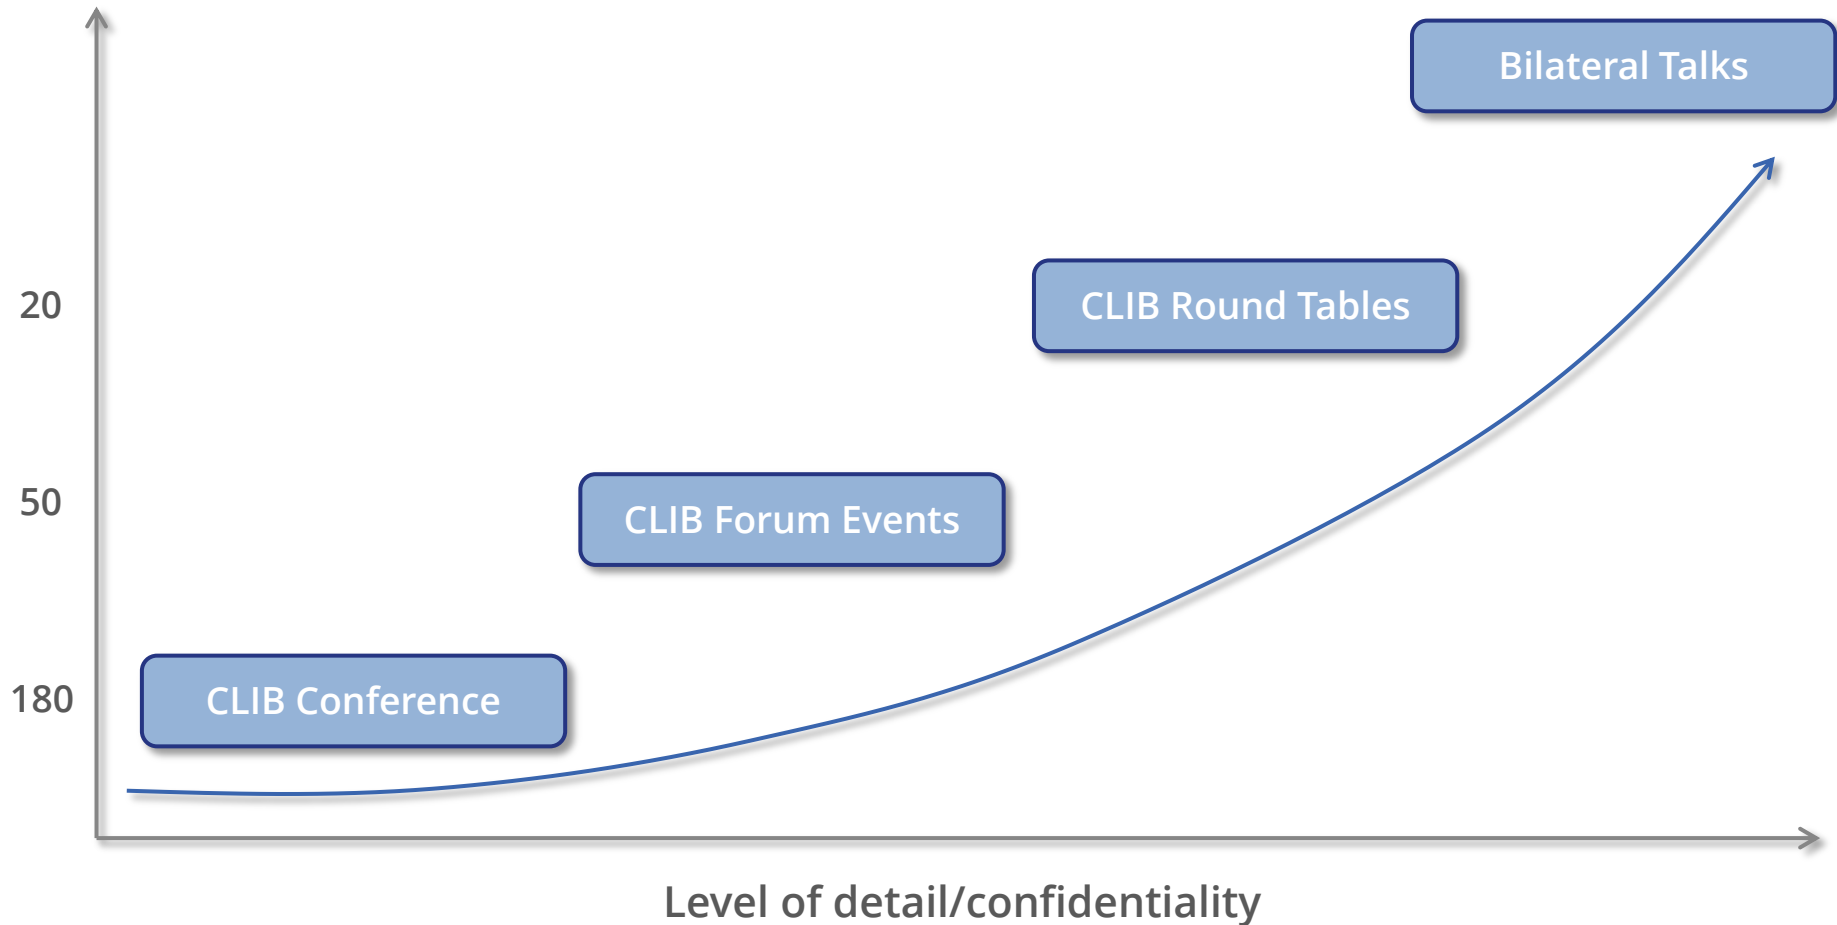 Bilateral Talks
20
CLIB Round Tables
50
CLIB Forum Events
180
CLIB Conference
Level of detail/confidentiality